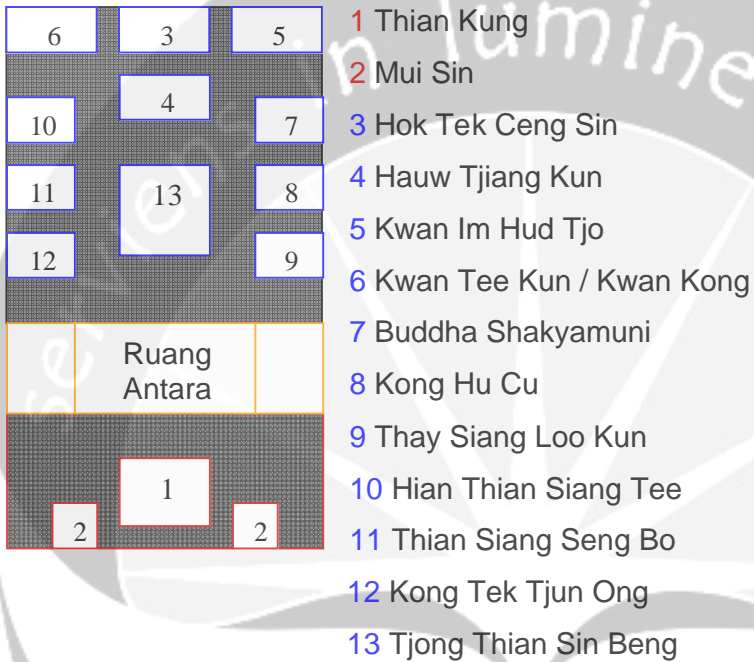 6 3 5
4
10 7
11 13 8
12 9
Ruang
Antara
1
2 2
1 Thian Kung
2 Mui Sin
3 Hok Tek Ceng Sin
4 Hauw Tjiang Kun
5 Kwan Im Hud Tjo
6 Kwan Tee Kun / Kwan Kong
7 Buddha Shakyamuni
8 Kong Hu Cu
9 Thay Siang Loo Kun
10 Hian Thian Siang Tee
11 Thian Siang Seng Bo
12 Kong Tek Tjun Ong
13 Tjong Thian Sin Beng
serviens in lumine